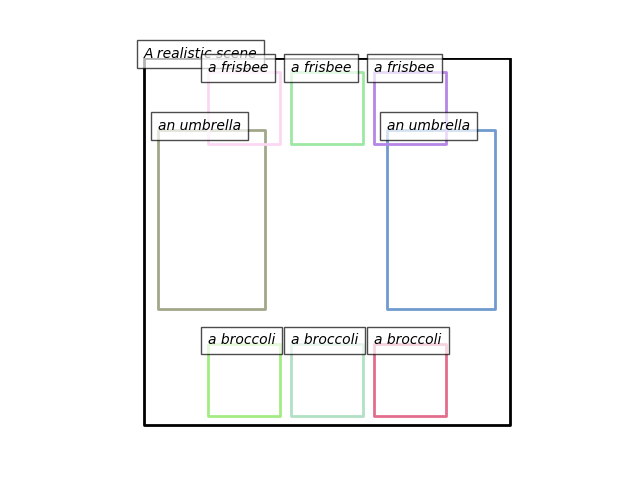 A realistic scene
a frisbee
a frisbee
a frisbee
an umbrella
an umbrella
a broccoli
a broccoli
a broccoli